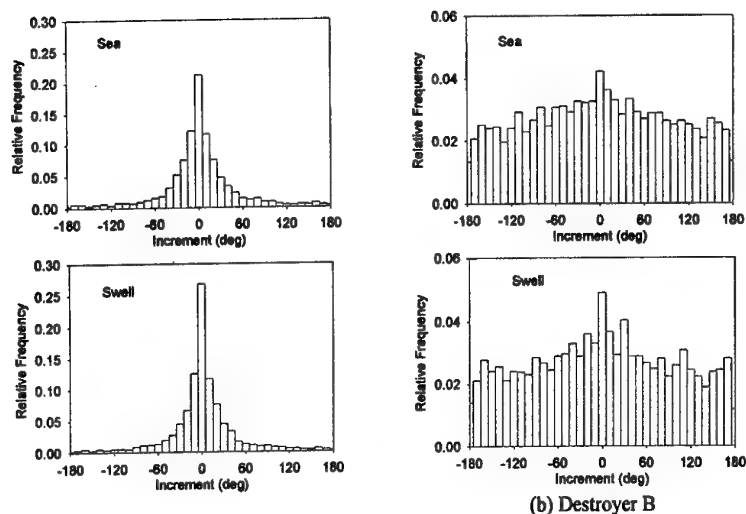 0.30
Sea
0.25
0.20
0.15
0.10
0.05
0.00
Relative Frequency
-180 -120 -60 0 60 120 180
Increment (deg)
0.06
Sea
0.04
0.02
0.00
Relative Frequency
-180 -120 -60 0 60 120 180
Increment (deg)
0.30
Swell
0.25
0.20
0.15
0.10
0.05
0.00
Relative Frequency
-180 -120 -60 0 60 120 180
Increment (deg)
0.06
Swell
0.04
0.02
0.00
Relative Frequency
-180 -120 -60 0 60 120 180
Increment (deg)
(b) Destroyer B